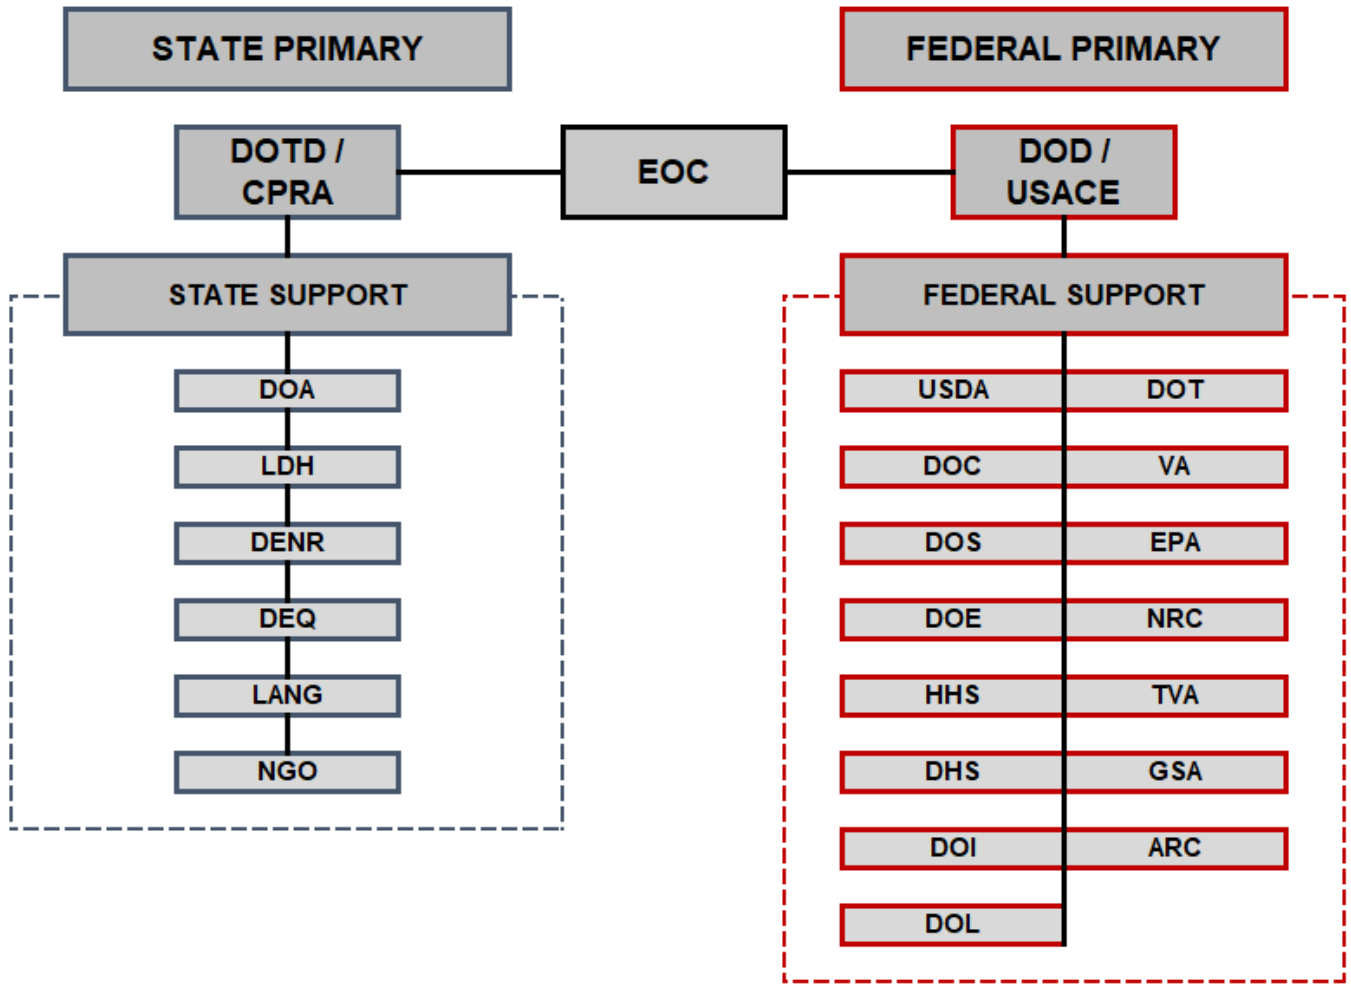 STATE PRIMARY
FEDERAL PRIMARY
DOTD /
CPRA
EOC
DOD /
USACE
STATE SUPPORT
DOA
LDH
DENR
DEQ
LANG
NGO
FEDERAL SUPPORT
USDA
DOT
DOC
VA
DOS
EPA
DOE
NRC
HHS
TVA
DHS
GSA
DOI
ARC
DOL